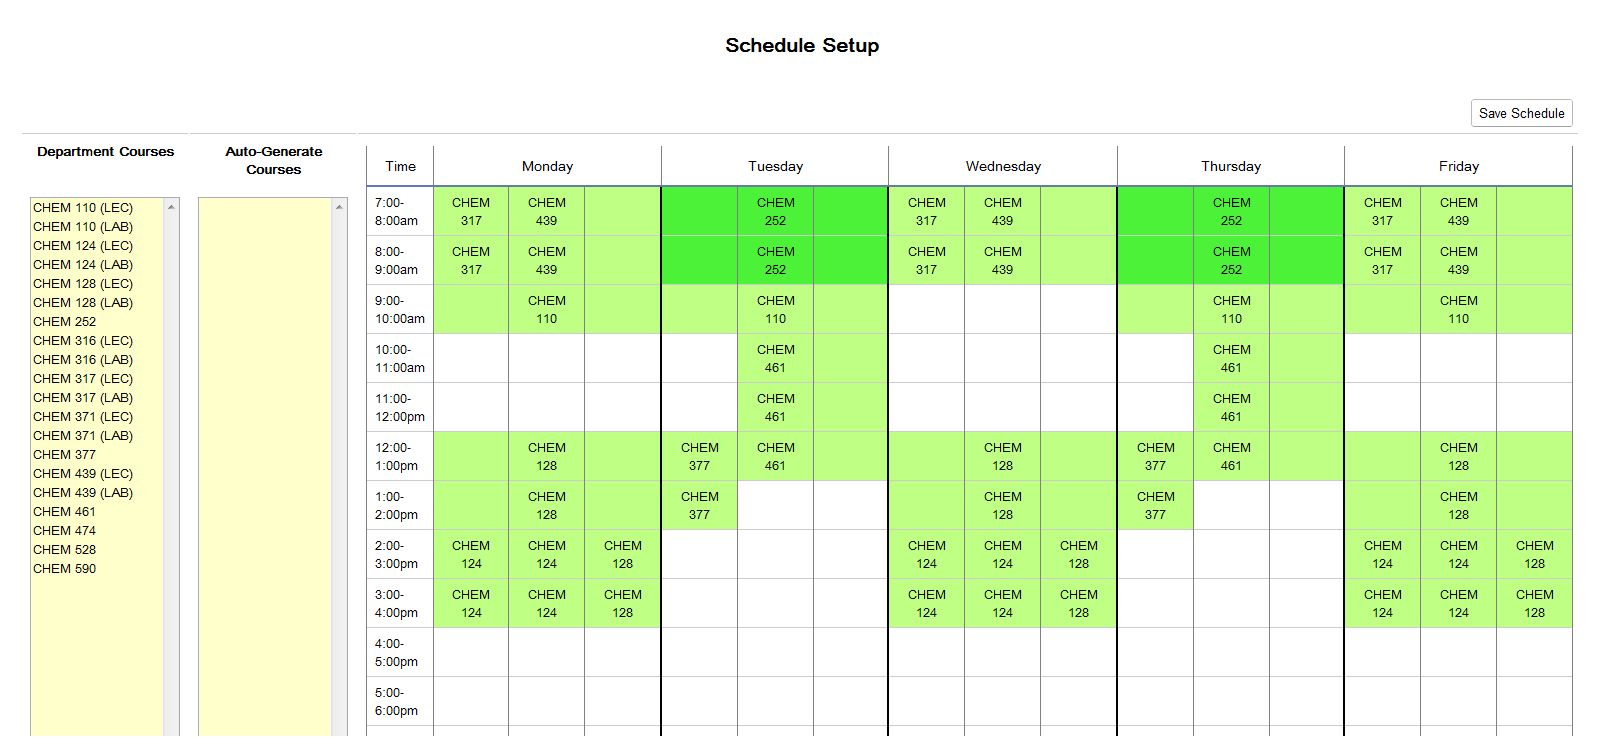 Schedule Setup
Save Schedule
Department Courses
Auto-Generate
Courses
CHEM 110 (LEC)
CHEM 110 (LAB)
CHEM 124 (LEC)
CHEM 124 (LAB)
CHEM 128 (LEC)
CHEM 128 (LAB)
CHEM 252
CHEM 316 (LEC)
CHEM 316 (LAB)
CHEM 317 (LEC)
CHEM 317 (LAB)
CHEM 371 (LEC)
CHEM 371 (LAB)
CHEM 377
CHEM 439 (LEC)
CHEM 439 (LAB)
CHEM 461
CHEM 474
CHEM 528
CHEM 590
Time Monday Tuesday Wednesday Thursday Friday
7:00- CHEM CHEM CHEM CHEM CHEM CHEM CHEM CHEM
8:00am 317 439 252 317 439 252 317 439
8:00- CHEM CHEM CHEM CHEM CHEM CHEM CHEM CHEM
9:00am 317 439 252 317 439 252 317 439
9:00- CHEM CHEM CHEM CHEM
10:00am 110 110 110 110
10:00- CHEM CHEM
11:00am 461 461
11:00- CHEM CHEM
12:00pm 461 461
12:00- CHEM CHEM CHEM CHEM CHEM CHEM CHEM
1:00pm 128 377 461 128 377 461 128
1:00- CHEM CHEM CHEM CHEM CHEM
2:00pm 128 377 128 377 128
2:00- CHEM CHEM CHEM CHEM CHEM CHEM CHEM CHEM CHEM
3:00pm 124 124 128 124 124 128 124 124 128
3:00- CHEM CHEM CHEM CHEM CHEM CHEM CHEM CHEM CHEM
4:00pm 124 124 128 124 124 128 124 124 128
4:00-
5:00pm
5:00-
6:00pm